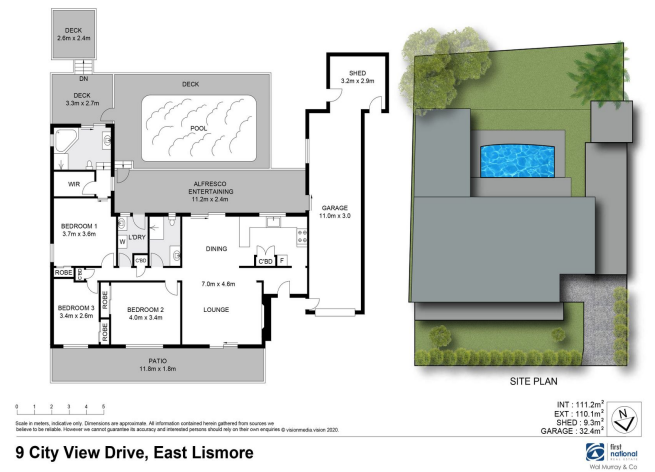 DECK
2.6m x 2.4m
DN
DECK
3.3m x 2.7m
DECK
POOL
SHED
3.2m x 2.9m
WIR
ALFRESCO
ENTERTAINING
11.2m x 2.4m
GARAGE
11.0m x 3.0
BEDROOM 1
3.7m x 3.6m
W
L'DRY
C'BD
DINING
C'BD
F
ROBE
C'BD
7.0m x 4.6m
BEDROOM 3
3.4m x 2.6m
ROBE
ROBE
BEDROOM 2
4.0m x 3.4m
LOUNGE
PATIO
11.8m x 1.8m
SITE PLAN
0 1 2 3 4 5
Scale in meters, Indicative only. Dimensions are approximate. All information contained herein gathered from sources we
believe to be reliable. However we cannot guarantee its accuracy and interested persons should rely on their own enquiries © visionmedia vision 2020.
INT : 111.2m²
EXT : 110.1m²
SHED : 9.3m²
GARAGE : 32.4m²
N
9 City View Drive, East Lismore
first
national
REAL ESTATE
Wal Murray & Co